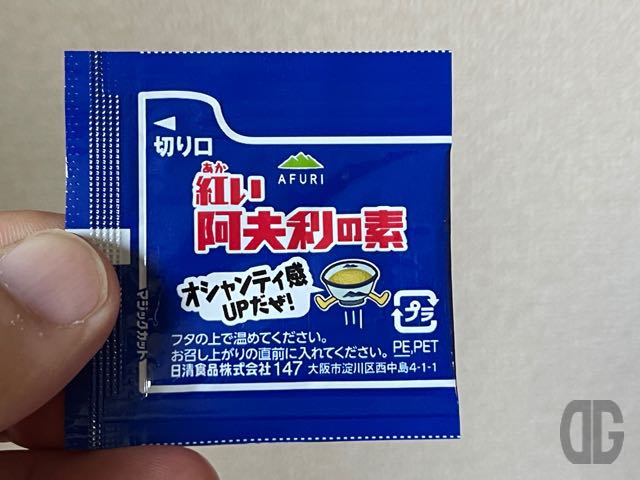 切り口
AFURI
あか
紅い
阿夫利の素
オシャンティ感
UPだぜ!
プラ
PE,PET
フタの上で温めてください。
お召し上がりの直前に入れてください。
日清食品株式会社147 大阪市淀川区西中島4-1-1
マジックカット
DG